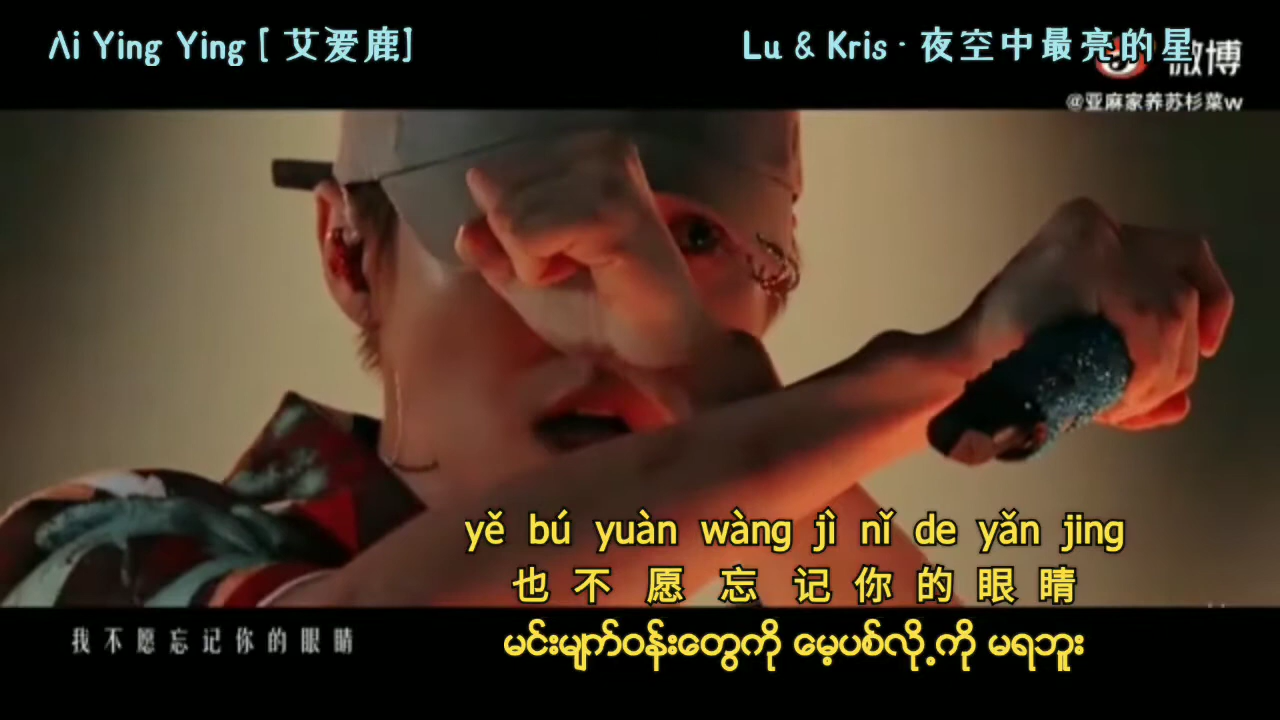 Ai Ying Ying [ 艾爱鹿]
Lu & Kris · 夜空中最亮的星
微博
@亚麻家养苏杉菜w
yě bú yuàn wàng jì nǐ de yǎn jing
也 不 愿 忘 记 你 的 眼 睛
မင်းမျက်ဝန်းတွေကို မေ့ပစ်လို့ကို မရဘူး
我 不 愿 忘 记 你 的 眼 睛